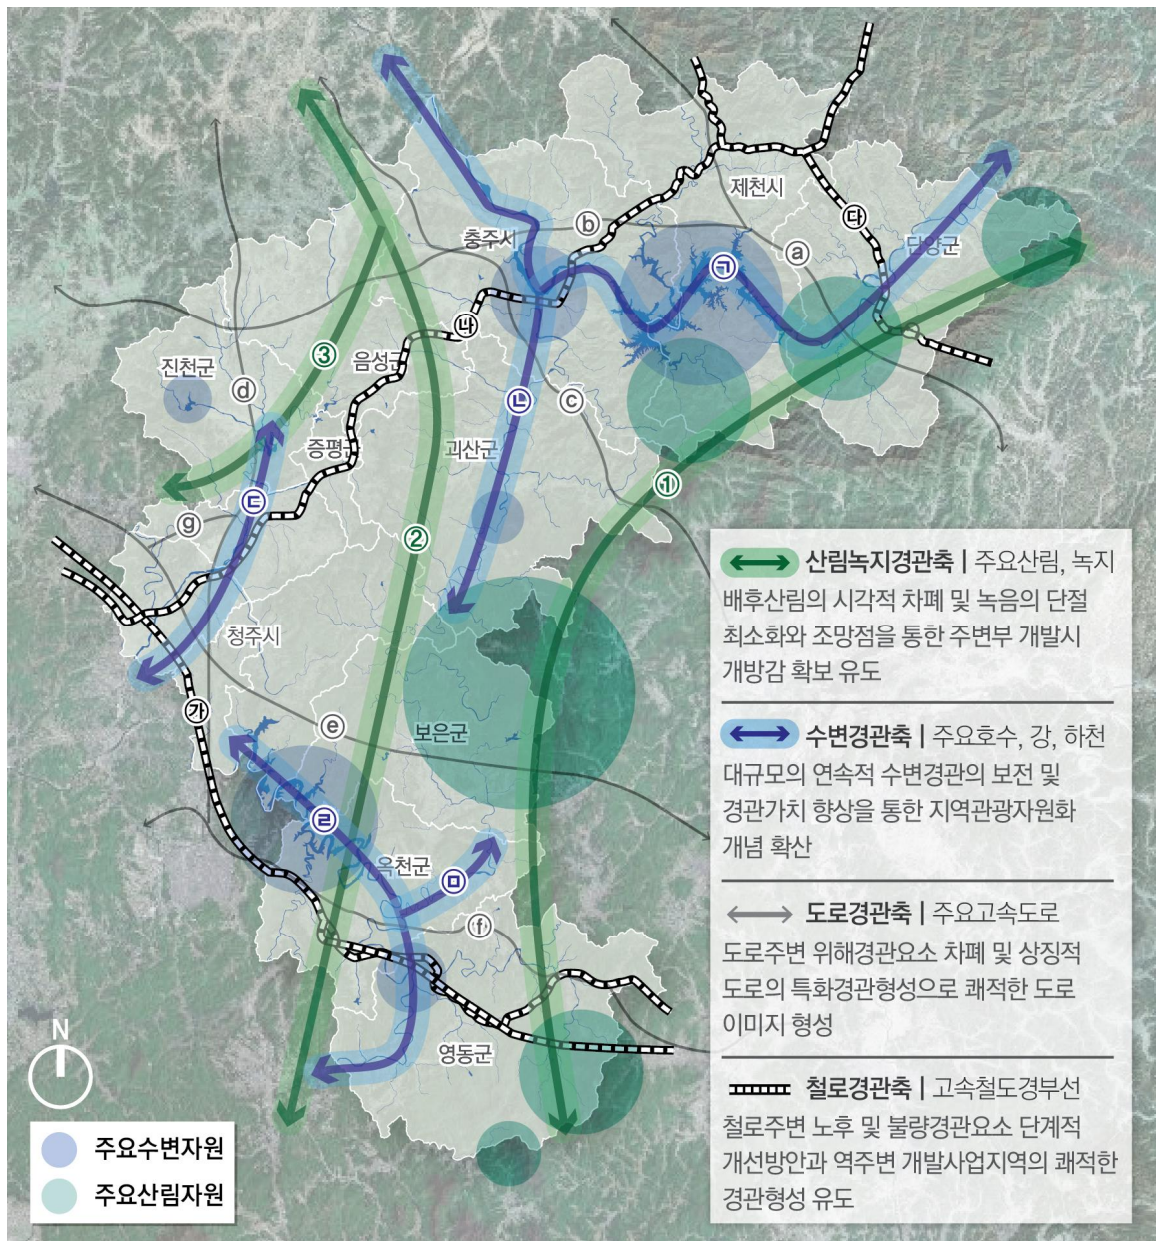 제천시
ⓑ
충주시
㉰
단양군
ⓐ
㉠
㉯
③
음성군
진천군
ⓓ
㉡
ⓒ
증평군
괴산군
①
㉢
ⓖ
②
청주시
㉮
ⓔ
보은군
㉣
옥천군
㉤
ⓕ
영동군
N
주요수변자원
주요산림자원
산림녹지경관축 | 주요산림, 녹지
배후산림의 시각적 차폐 및 녹음의 단절
최소화와 조망점을 통한 주변부 개발시
개방감 확보 유도
수변경관축 | 주요호수, 강, 하천
대규모의 연속적 수변경관의 보전 및
경관가치 향상을 통한 지역관광자원화
개념 확산
도로경관축 | 주요고속도로
도로주변 위해경관요소 차폐 및 상징적
도로의 특화경관형성으로 쾌적한 도로
이미지 형성
철로경관축 | 고속철도경부선
철로주변 노후 및 불량경관요소 단계적
개선방안과 역주변 개발사업지역의 쾌적한
경관형성 유도